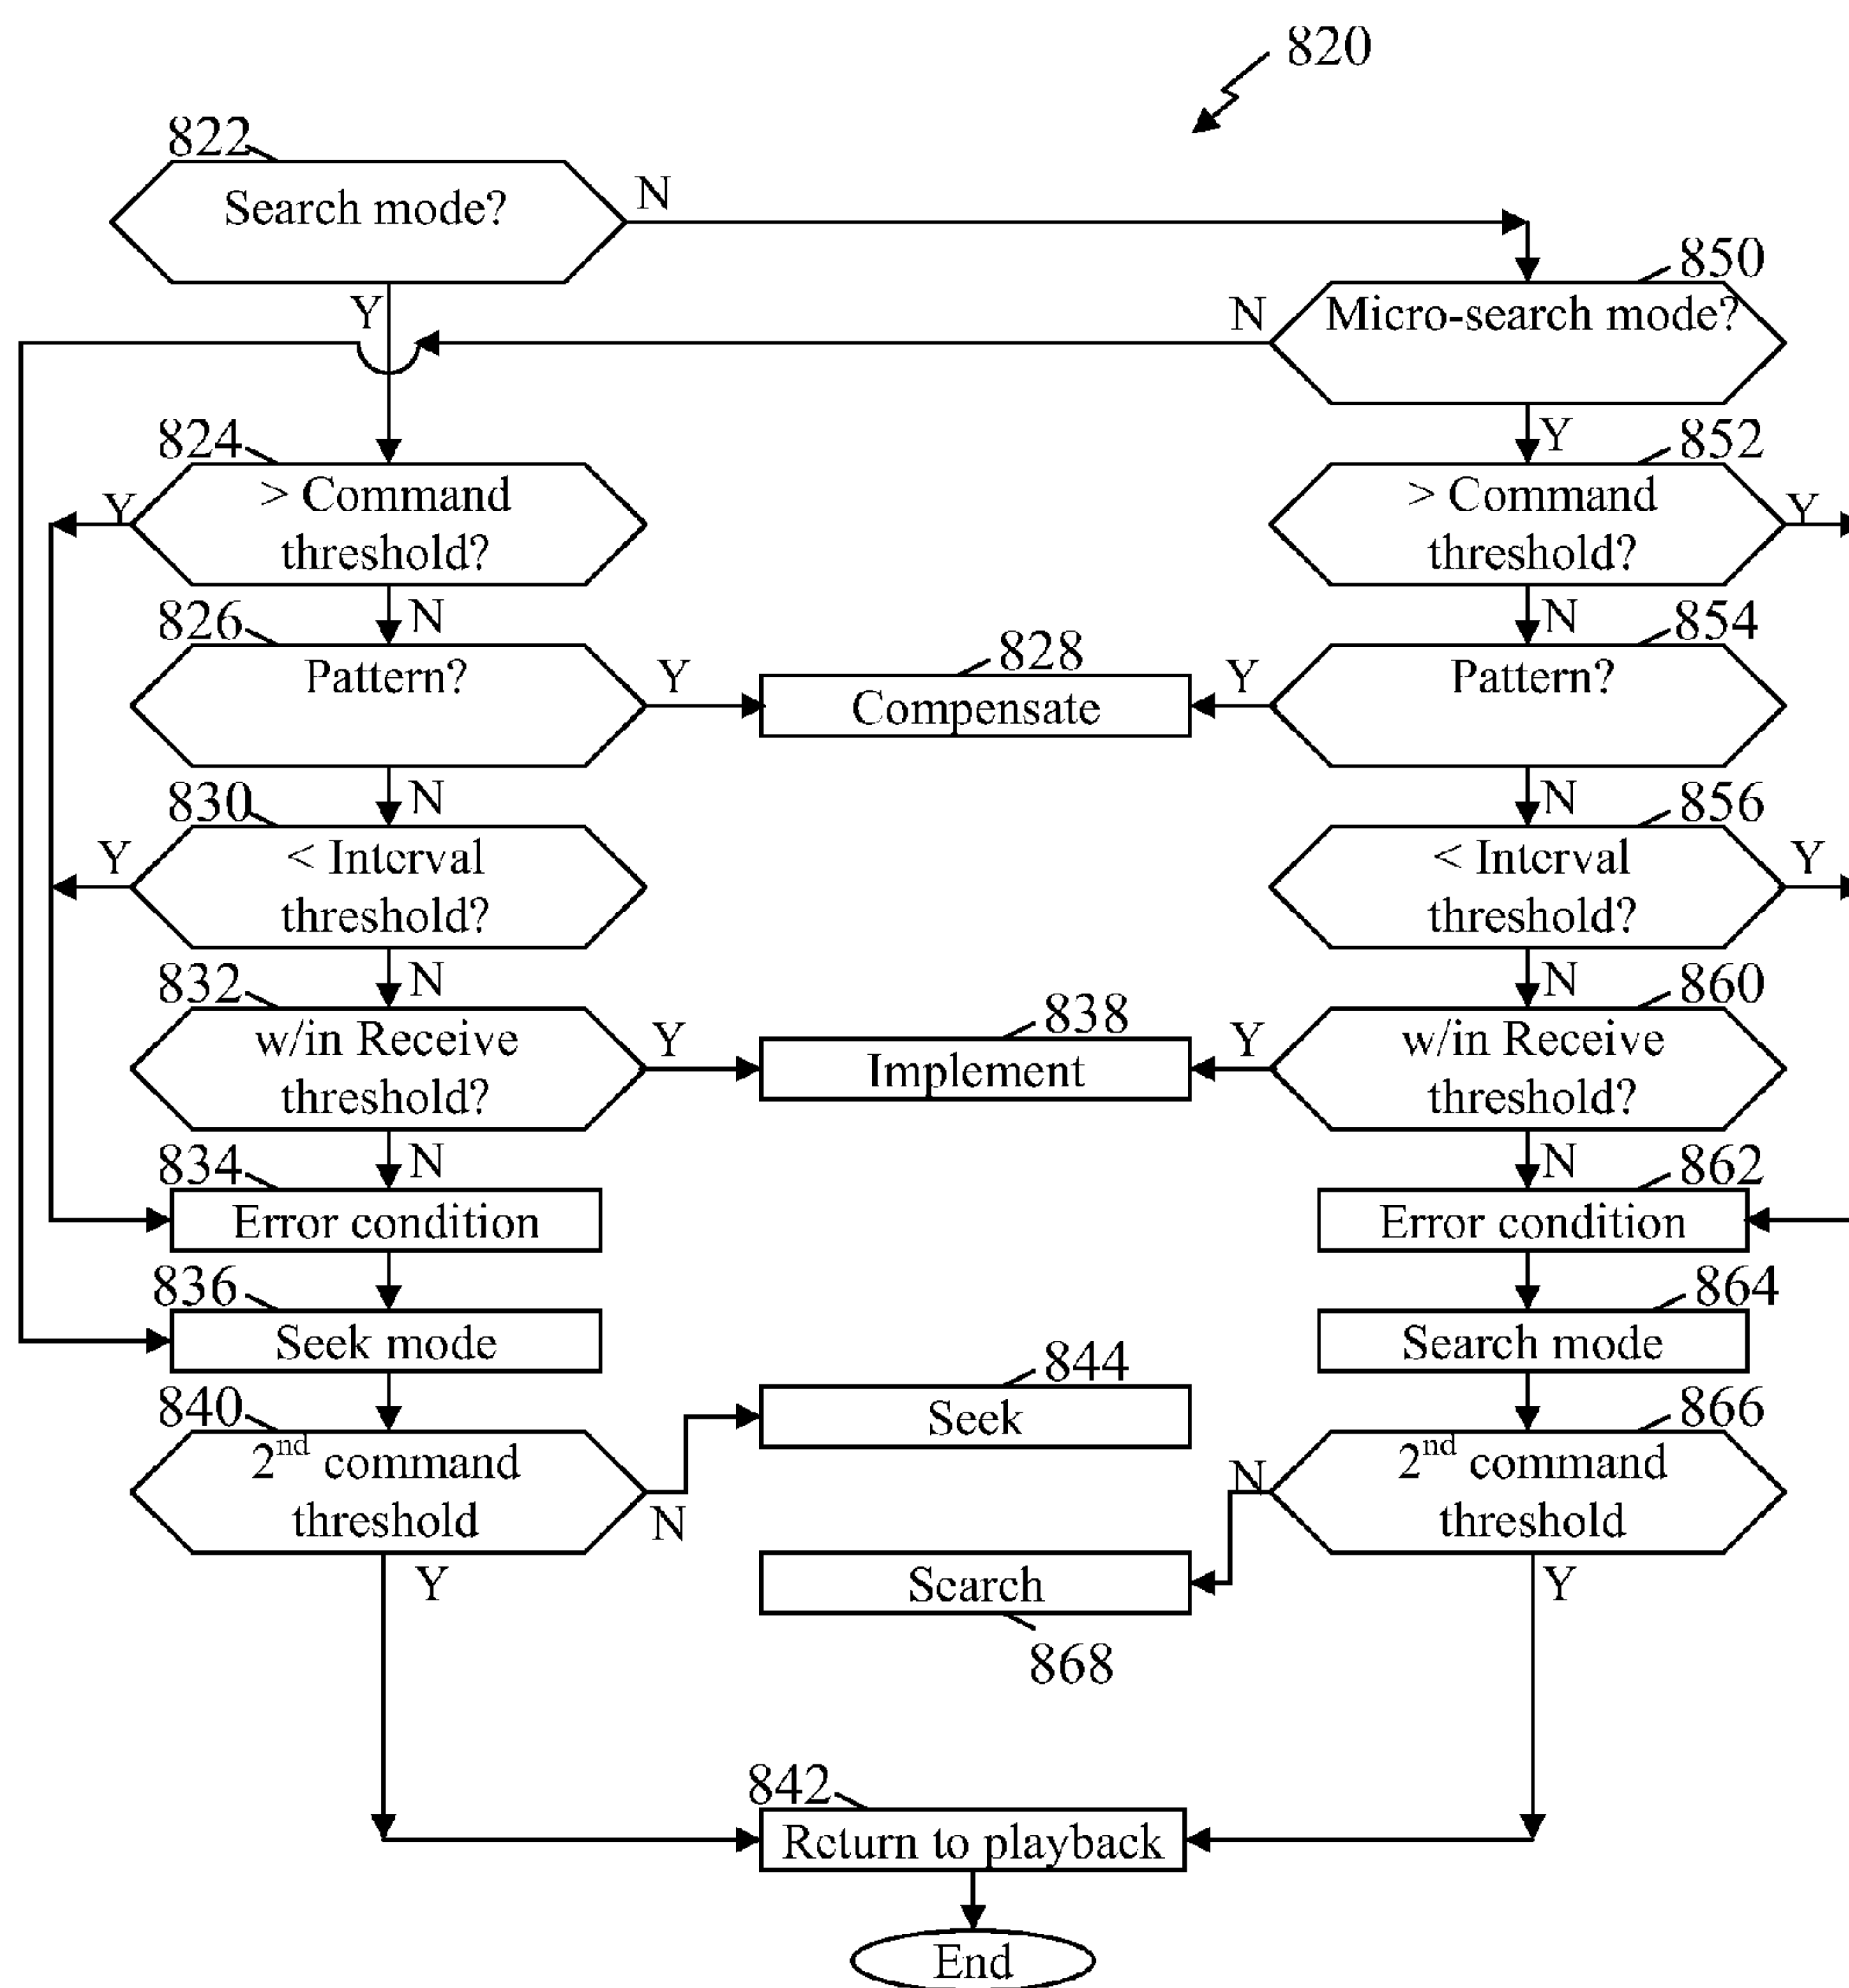 820
822
Search mode?
N
850
Y
N
Micro-search mode?
824
Y
852
Y
> Command
threshold?
> Command
threshold?
Y
826
N
N
854
Pattern?
Y
828
Compensate
Y
Pattern?
830
N
N
856
Y
< Interval
threshold?
< Interval
threshold?
Y
832
N
N
860
w/in Receive
threshold?
Y
838
Implement
Y
w/in Receive
threshold?
834
N
N
862
Error condition
Error condition
836
864
Seek mode
Search mode
844
Seek
840
866
2nd command
threshold
N
N
2nd command
threshold
Search
868
Y
Y
842
Return to playback
End